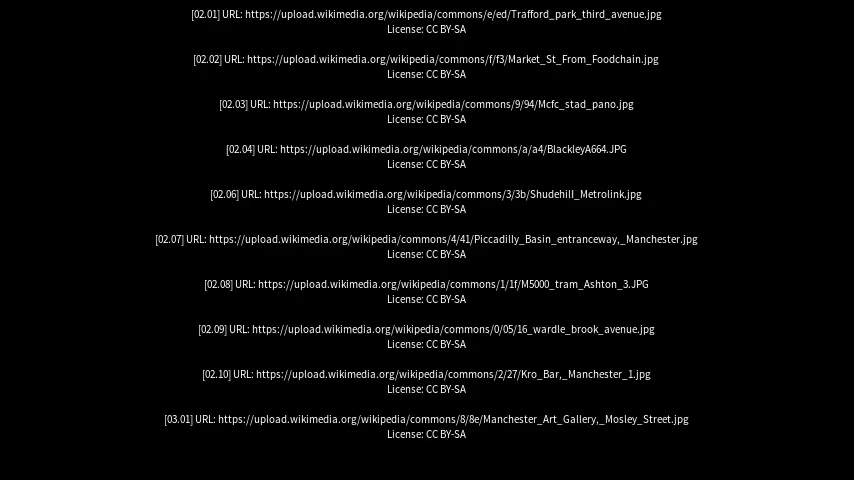 [02.01] URL: https://upload.wikimedia.org/wikipedia/commons/e/ed/Trafford_park_third_avenue.jpg
License: CC BY-SA
[02.02] URL: https://upload.wikimedia.org/wikipedia/commons/f/f3/Market_St_From_Foodchain.jpg
License: CC BY-SA
[02.03] URL: https://upload.wikimedia.org/wikipedia/commons/9/94/Mcfc_stad_pano.jpg
License: CC BY-SA
[02.04] URL: https://upload.wikimedia.org/wikipedia/commons/a/a4/BlackleyA664.JPG
License: CC BY-SA
[02.06] URL: https://upload.wikimedia.org/wikipedia/commons/3/3b/Shudehill_Metrolink.jpg
License: CC BY-SA
[02.07] URL: https://upload.wikimedia.org/wikipedia/commons/4/41/Piccadilly_Basin_entranceway,_Manchester.jpg
License: CC BY-SA
[02.08] URL: https://upload.wikimedia.org/wikipedia/commons/1/1f/M5000_tram_Ashton_3.JPG
License: CC BY-SA
[02.09] URL: https://upload.wikimedia.org/wikipedia/commons/0/05/16_wardle_brook_avenue.jpg
License: CC BY-SA
[02.10] URL: https://upload.wikimedia.org/wikipedia/commons/2/27/Kro_Bar,_Manchester_1.jpg
License: CC BY-SA
[03.01] URL: https://upload.wikimedia.org/wikipedia/commons/8/8e/Manchester_Art_Gallery,_Mosley_Street.jpg
License: CC BY-SA